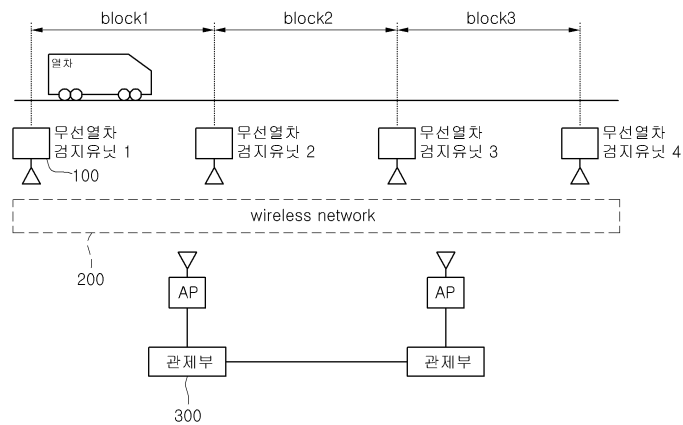 block1
block2
block3
열차
무선열차
검지유닛 1
무선열차
검지유닛 2
무선열차
검지유닛 3
무선열차
검지유닛 4
100
wireless network
200
AP
AP
관제부
관제부
300